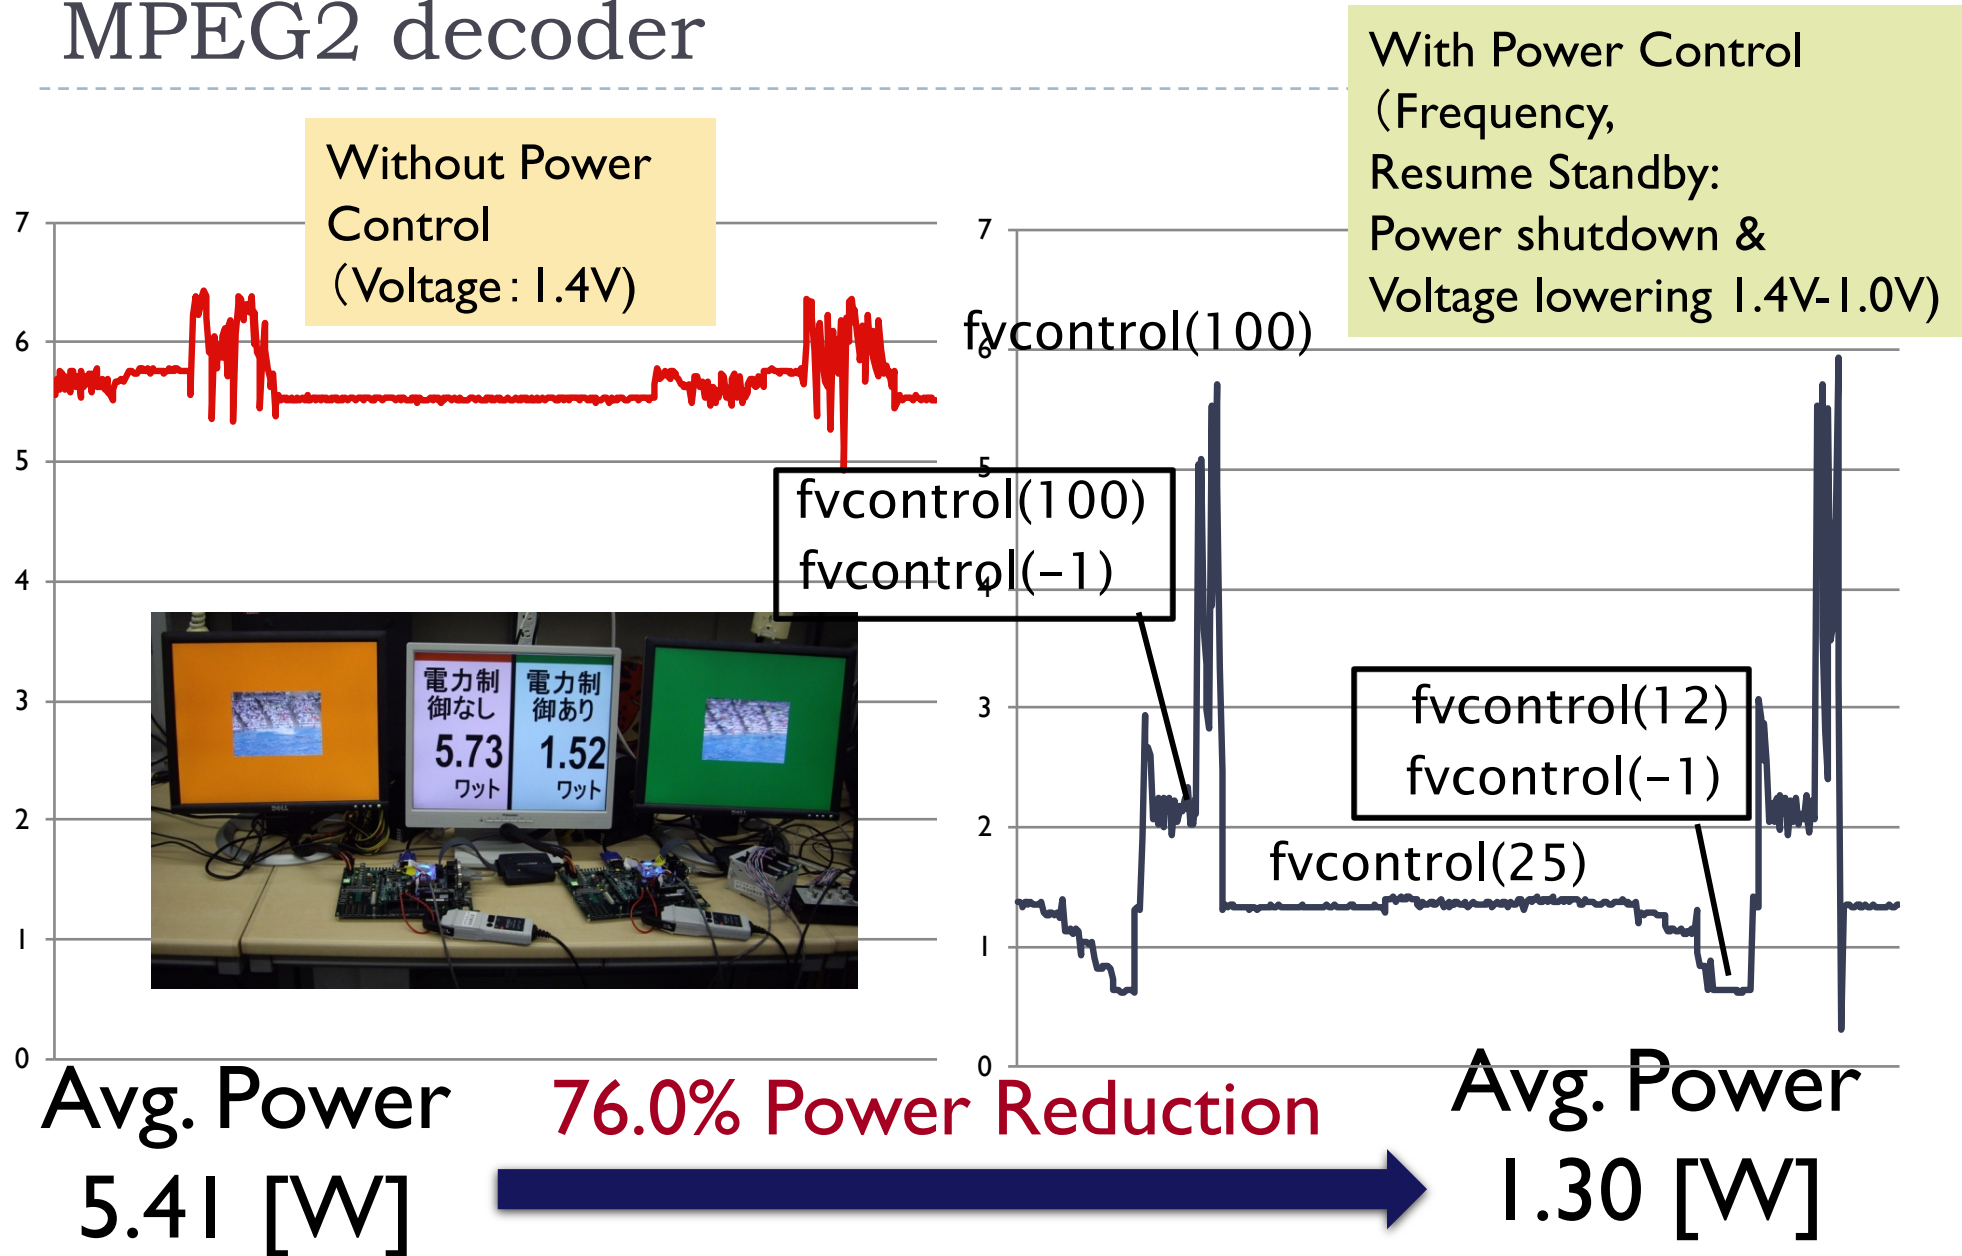 MPEG2 decoder
Without Power
Control
（Voltage：1.4V)
With Power Control
（Frequency,
Resume Standby:
Power shutdown &
Voltage lowering 1.4V-1.0V)
7
6
5
4
3
2
1
0
7
6
5
4
3
2
1
0
fvcontrol(100)
fvcontrol(100)
fvcontrol(-1)
fvcontrol(12)
fvcontrol(-1)
fvcontrol(25)
電力制
御なし
5.73
ワット
電力制
御あり
1.52
ワット
DELL
Avg. Power
5.41 [W]
76.0% Power Reduction
Avg. Power
1.30 [W]